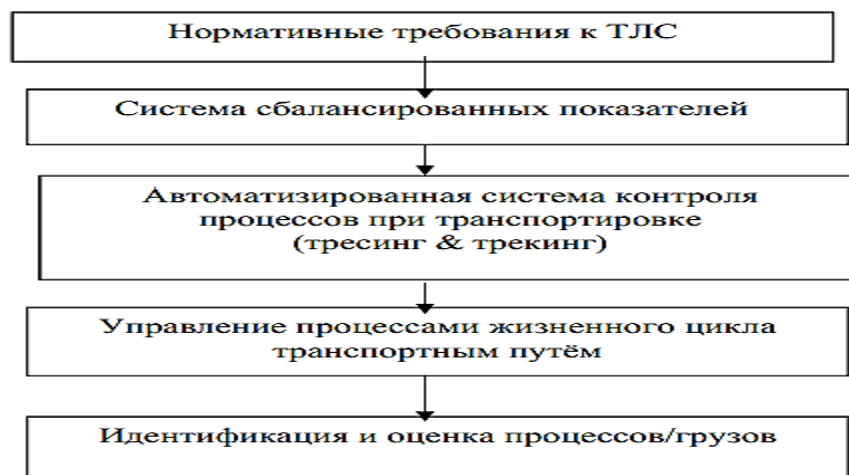 Нормативные требования к ТЛС
Система сбалансированных показателей
Автоматизированная система контроля
процессов при транспортировке
(тресинг & трекинг)
Управление процессами жизненного цикла
транспортным путём
Идентификация и оценка процессов/грузов